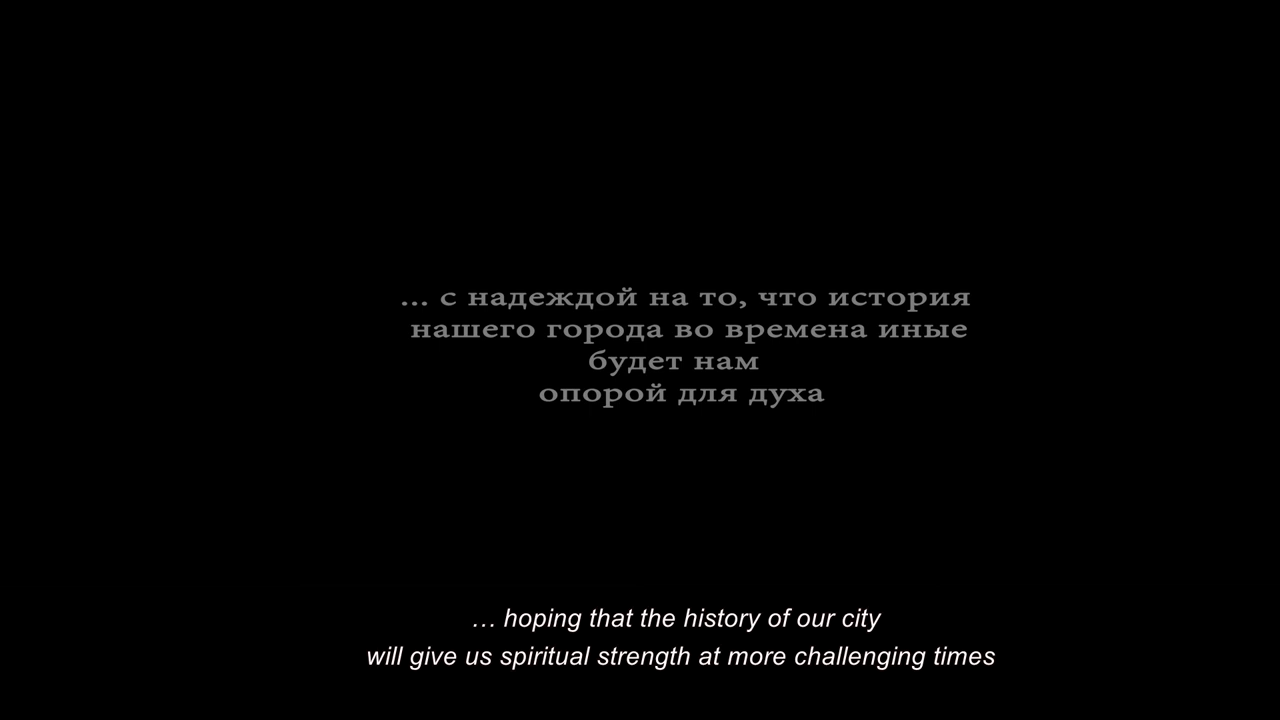 ... с надеждой на то, что история
нашего города во времена иные
будет нам
опорой для духа
… hoping that the history of our city
will give us spiritual strength at more challenging times